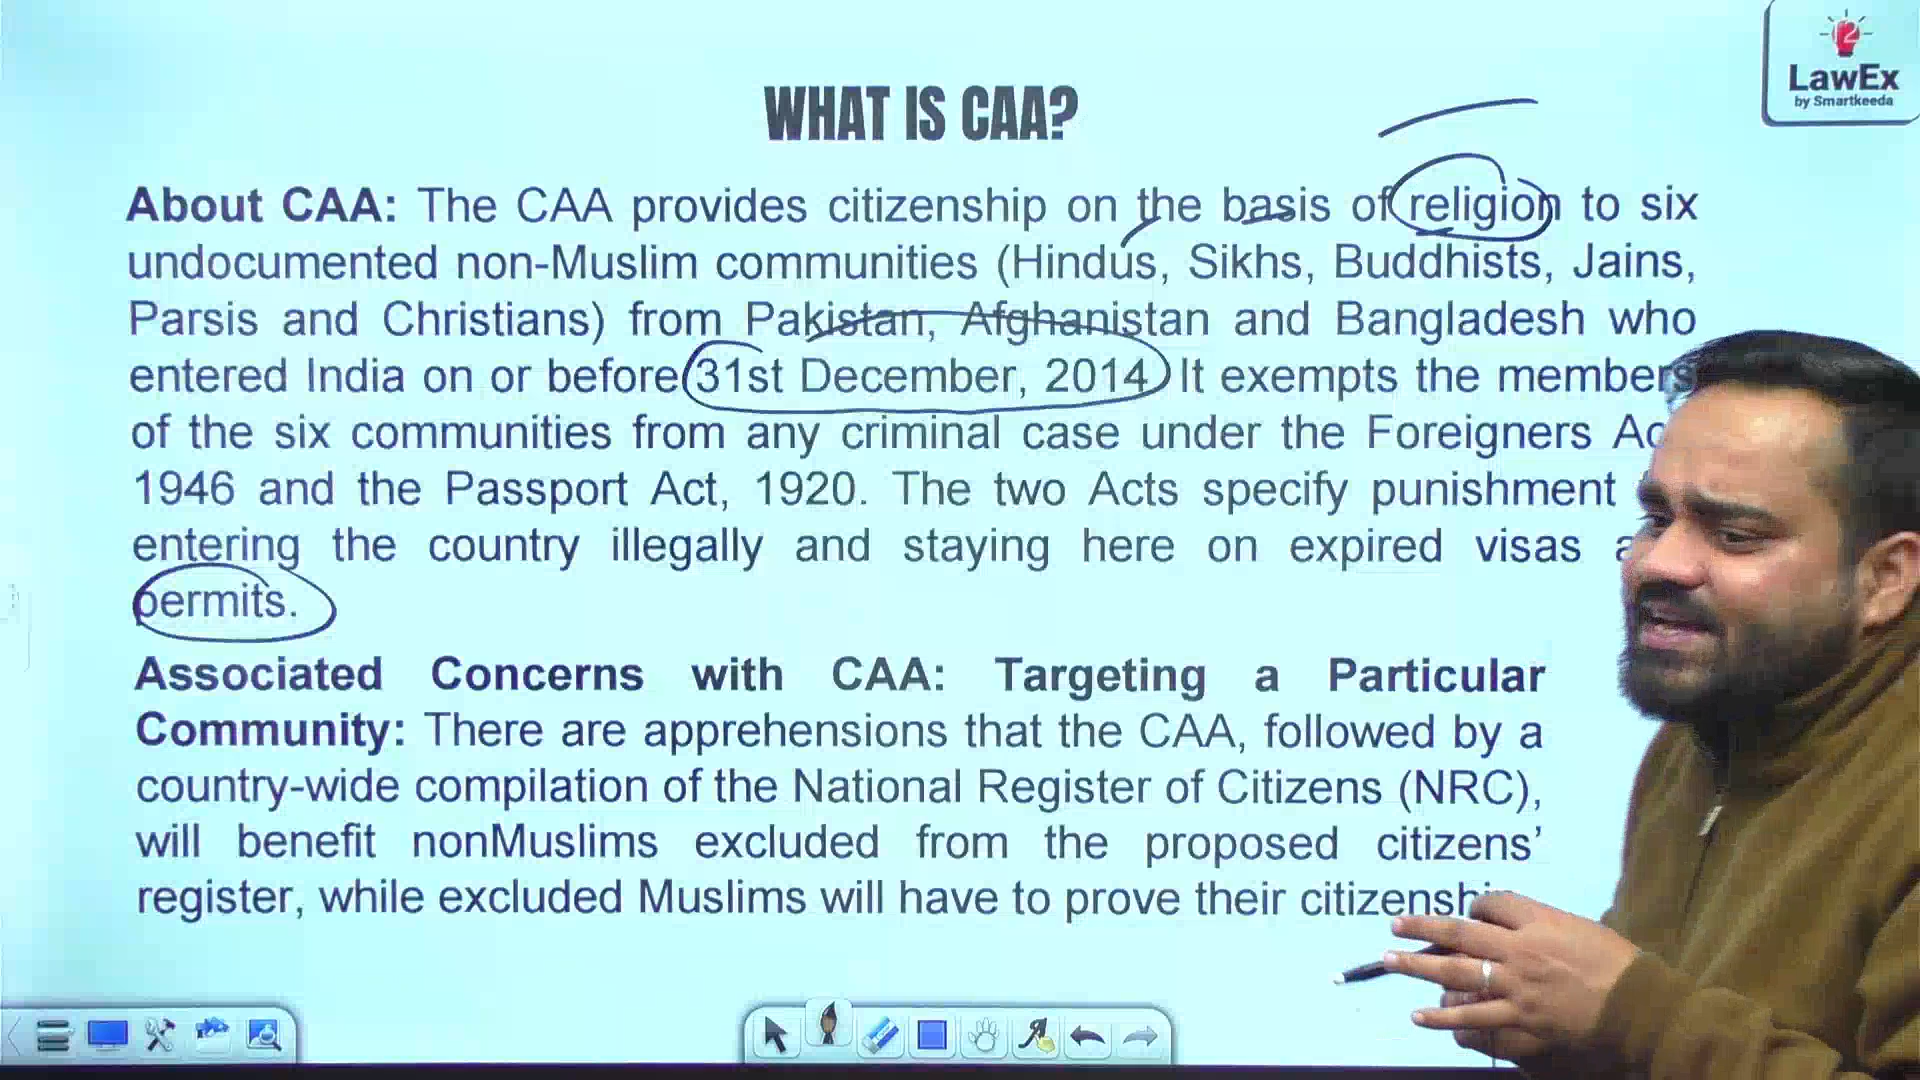 LawEx
by Smartkeeda
WHAT IS CAA?
About CAA: The CAA provides citizenship on the basis of religion to six
undocumented non-Muslim communities (Hindus, Sikhs, Buddhists, Jains,
Parsis and Christians) from Pakistan, Afghanistan and Bangladesh who
entered India on or before 31st December, 2014 It exempts the members
of the six communities from any criminal case under the Foreigners
1946 and the Passport Act, 1920. The two Acts specify punishment
entering the country illegally and staying here on expired visas
permits.
Associated Concerns with CAA: Targeting a Particular
Community: There are apprehensions that the CAA, followed by a
country-wide compilation of the National Register of Citizens (NRC),
will benefit nonMuslims excluded from the proposed citizens’
register, while excluded Muslims will have to prove their